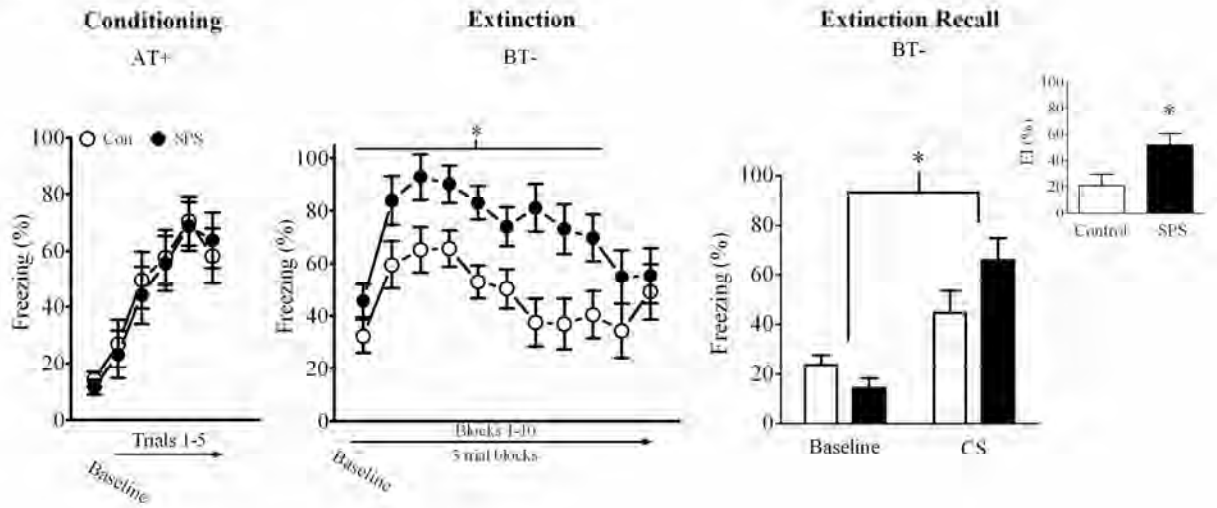 Conditioning
AT+
Freezing (%)
100
80
60
40
20
0
Con
SPS
Trials 1-5
Baseline
Extinction
BT-
*
Freezing (%)
100
80
60
40
20
0
Blocks 1-10
5 trial blocks
Baseline
Extinction Recall
BT-
*
Freezing (%)
100
80
60
40
20
0
Baseline
CS
EI (%)
100
80
60
40
20
0
*
Control
SPS